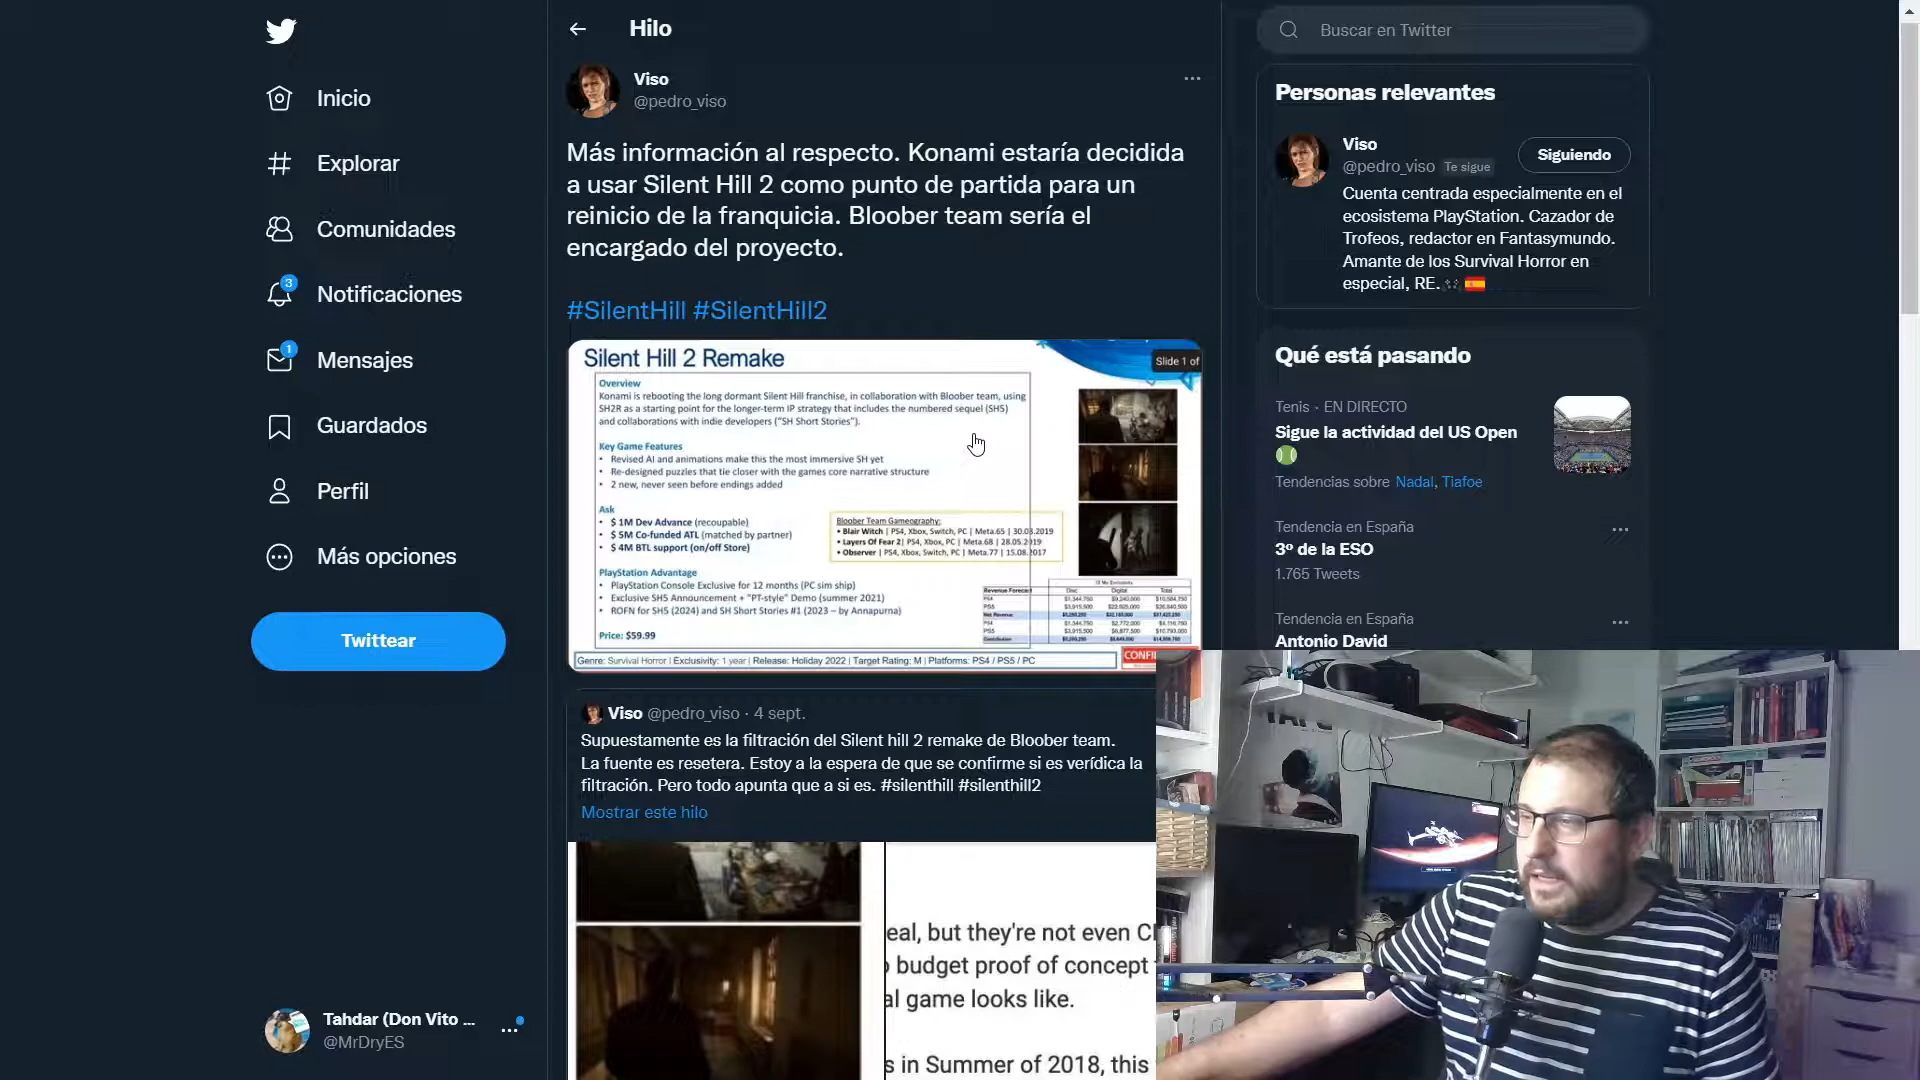 Hilo
Buscar en Twitter
Inicio
Explorar
Comunidades
3
Notificaciones
1
Mensajes
Guardados
Perfil
Más opciones
Twittear
Tahdar (Don Vito ...
@MrDryES
Viso
@pedro_viso
Más información al respecto. Konami estaría decidida
a usar Silent Hill 2 como punto de partida para un
reinicio de la franquicia. Bloober team sería el
encargado del proyecto.
#SilentHill #SilentHill2
Silent Hill 2 Remake
Slide 1 of
Overview
Konami is rebooting the long dormant Silent Hill franchise, in collaboration with Bloober team, using
SH2R as a starting point for the longer-term IP strategy that includes the numbered sequel (SH5)
and collaborations with indie developers ("SH Short Stories").
Key Game Features
• Revised AI and animations make this the most immersive SH yet
• Re-designed puzzles that tie closer with the games core narrative structure
• 2 new, never seen before endings added
Ask
• $ 1M Dev Advance (recoupable)
• $ 5M Co-funded ATL (matched by partner)
• $ 4M BTL support (on/off Store)
Bloober Team Gameography:
• Blair Witch | PS4, Xbox, Switch, PC | Meta.65 | 30.08.2019
• Layers Of Fear 2 | PS4, Xbox, PC | Meta.68 | 28.05.2019
• Observer | PS4, Xbox, Switch, PC | Meta.77 | 15.08.2017
PlayStation Advantage
• PlayStation Console Exclusive for 12 months (PC sim ship)
• Exclusive SH5 Announcement + "PT-style" Demo (summer 2021)
• ROFN for SH5 (2024) and SH Short Stories #1 (2023 – by Annapurna)
Price: $59.99
Revenue Forecast Disc Digital Total
PS4
PS5
Net Revenue
PS4
PS5
Contribution
Genre: Survival Horror | Exclusivity: 1 year | Release: Holiday 2022 | Target Rating: M | Platforms: PS4 / PS5 / PC
CONFI
Viso @pedro_viso · 4 sept.
Supuestamente es la filtración del Silent hill 2 remake de Bloober team.
La fuente es resetera. Estoy a la espera de que se confirme si es verídica la
filtración. Pero todo apunta que a si es. #silenthill #silenthill2
Mostrar este hilo
eal, but they're not even
budget proof of concept
al game looks like.
s in Summer of 2018, this
Personas relevantes
Viso
@pedro_viso Te sigue
Siguiendo
Cuenta centrada especialmente en el
ecosistema PlayStation. Cazador de
Trofeos, redactor en Fantasymundo.
Amante de los Survival Horror en
especial, RE.
Qué está pasando
Tenis · EN DIRECTO
Sigue la actividad del US Open
Tendencias sobre Nadal, Tiafoe
Tendencia en España
3º de la ESO
1.765 Tweets
Tendencia en España
Antonio David